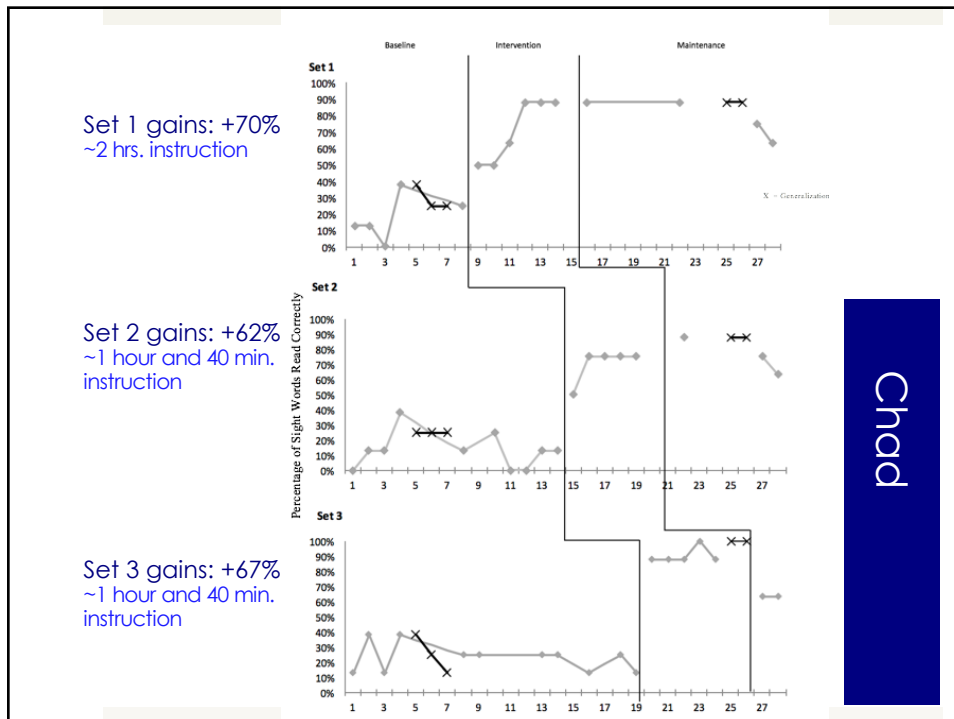 Baseline Intervention Maintenance
Set 1 gains: +70%
~2 hrs. instruction
Set 1
100%
90%
80%
70%
60%
50%
40%
30%
20%
10%
0%
1 3 5 7 9 11 13 15 17 19 21 23 25 27
X - Generalization
Set 2 gains: +62%
~1 hour and 40 min.
instruction
Percentage of Sight Words Read Correctly
Set 2
100%
90%
80%
70%
60%
50%
40%
30%
20%
10%
0%
1 3 5 7 9 11 13 15 17 19 21 23 25 27
Set 3 gains: +67%
~1 hour and 40 min.
instruction
Set 3
100%
90%
80%
70%
60%
50%
40%
30%
20%
10%
0%
1 3 5 7 9 11 13 15 17 19 21 23 25 27
Chad